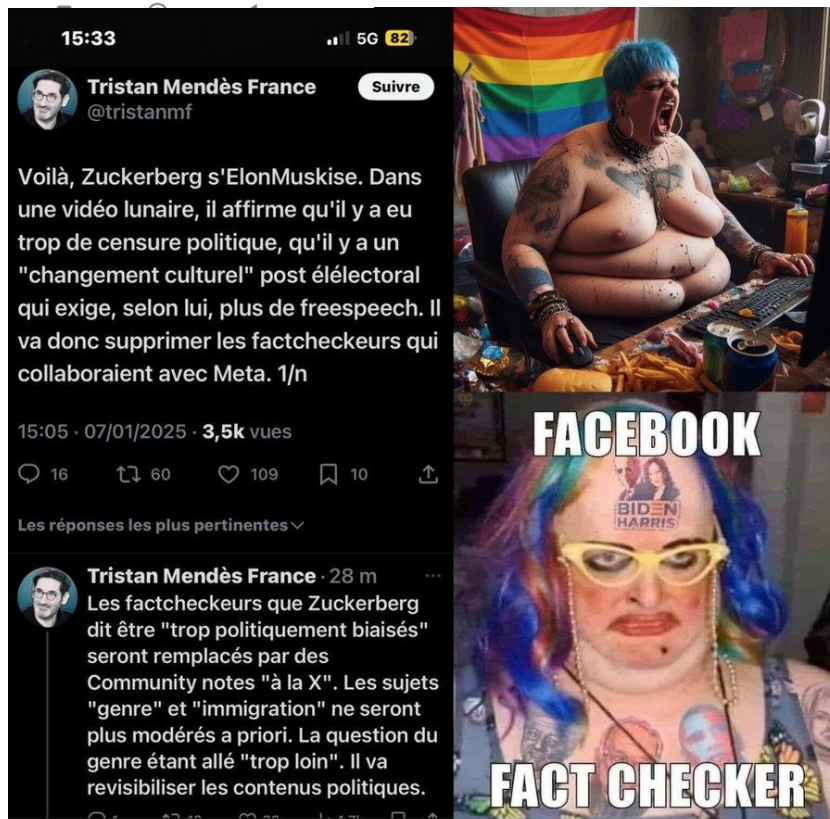 15:33
5G 82
Tristan Mendès France
Suivre
@tristanmf
Voilà, Zuckerberg s'ElonMuskise. Dans
une vidéo lunaire, il affirme qu'il y a eu
trop de censure politique, qu'il y a un
"changement culturel" post élélectoral
qui exige, selon lui, plus de freespeech. Il
va donc supprimer les factcheckeurs qui
collaboraient avec Meta. 1/n
15:05 · 07/01/2025 · 3,5k vues
16 60 109 10
Les réponses les plus pertinentes
Tristan Mendès France · 28 m
Les factcheckeurs que Zuckerberg
dit être "trop politiquement biaisés"
seront remplacés par des
Community notes "à la X". Les sujets
"genre" et "immigration" ne seront
plus modérés a priori. La question du
genre étant allé "trop loin". Il va
revisibiliser les contenus politiques.
FACEBOOK
BIDEN
HARRIS
FACT CHECKER